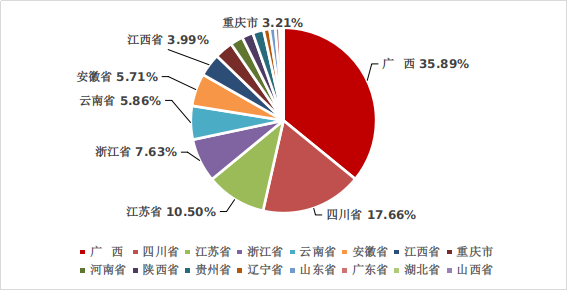 重庆市 3.21%
江西省 3.99%
广 西 35.89%
安徽省 5.71%
云南省 5.86%
浙江省 7.63%
江苏省 10.50%
四川省 17.66%
广 西 四川省 江苏省 浙江省 云南省 安徽省 江西省 重庆市
河南省 陕西省 贵州省 辽宁省 山东省 广东省 湖北省 山西省